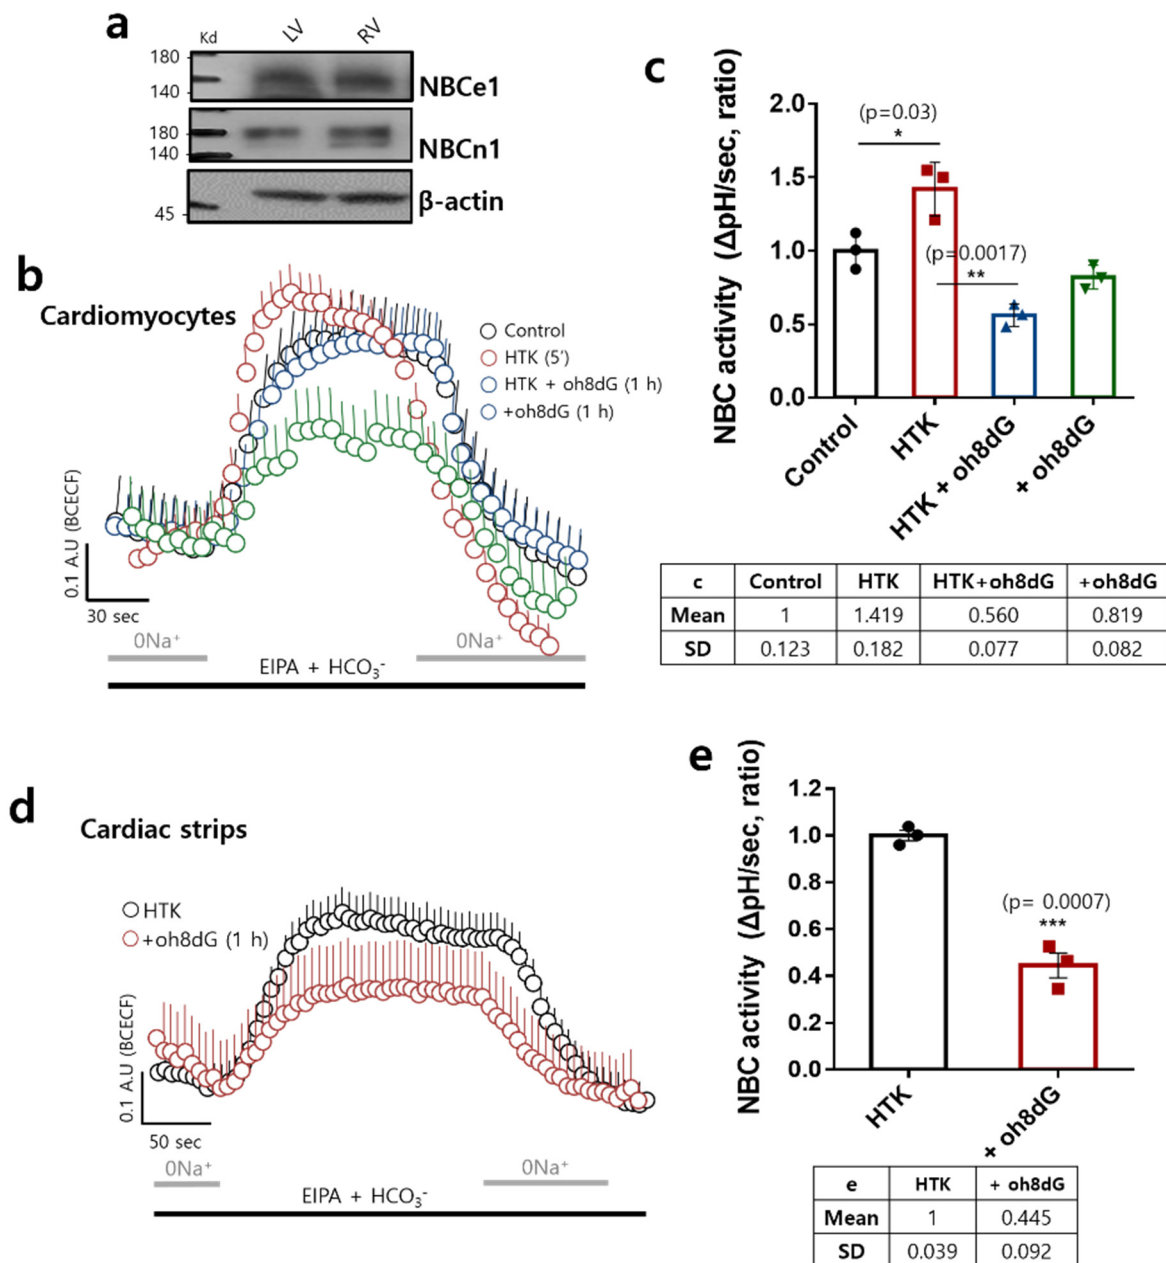 a
Kd
LV
RV
180
140
NBCe1
180
140
NBCn1
45
β-actin
b
Cardiomyocytes
Control
HTK (5')
HTK + oh8dG (1 h)
+oh8dG (1 h)
0.1 A.U (BCECF)
30 sec
0Na⁺
0Na⁺
EIPA + HCO₃⁻
c
NBC activity (ΔpH/sec, ratio)
2.0
1.5
1.0
0.5
0.0
(p=0.03)
*
(p=0.0017)
**
Control
HTK
HTK + oh8dG
+ oh8dG
c Control HTK HTK+oh8dG +oh8dG
Mean 1 1.419 0.560 0.819
SD 0.123 0.182 0.077 0.082
d
Cardiac strips
HTK
+oh8dG (1 h)
0.1 A.U (BCECF)
50 sec
0Na⁺
0Na⁺
EIPA + HCO₃⁻
e
NBC activity (ΔpH/sec, ratio)
1.2
1.0
0.8
0.6
0.4
0.2
0.0
(p= 0.0007)
***
HTK
+ oh8dG
e HTK + oh8dG
Mean 1 0.445
SD 0.039 0.092